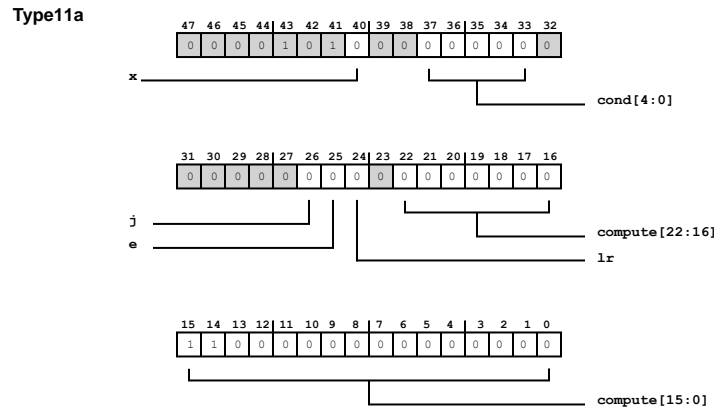 Type11a
47 46 45 44 43 42 41 40 39 38 37 36 35 34 33 32
0 0 0 0 1 0 1 0 0 0 0 0 0 0 0 0
x
cond[4:0]
31 30 29 28 27 26 25 24 23 22 21 20 19 18 17 16
0 0 0 0 0 0 0 0 0 0 0 0 0 0 0 0
j
compute[22:16]
e
lr
15 14 13 12 11 10 9 8 7 6 5 4 3 2 1 0
1 1 0 0 0 0 0 0 0 0 0 0 0 0 0 0
compute[15:0]